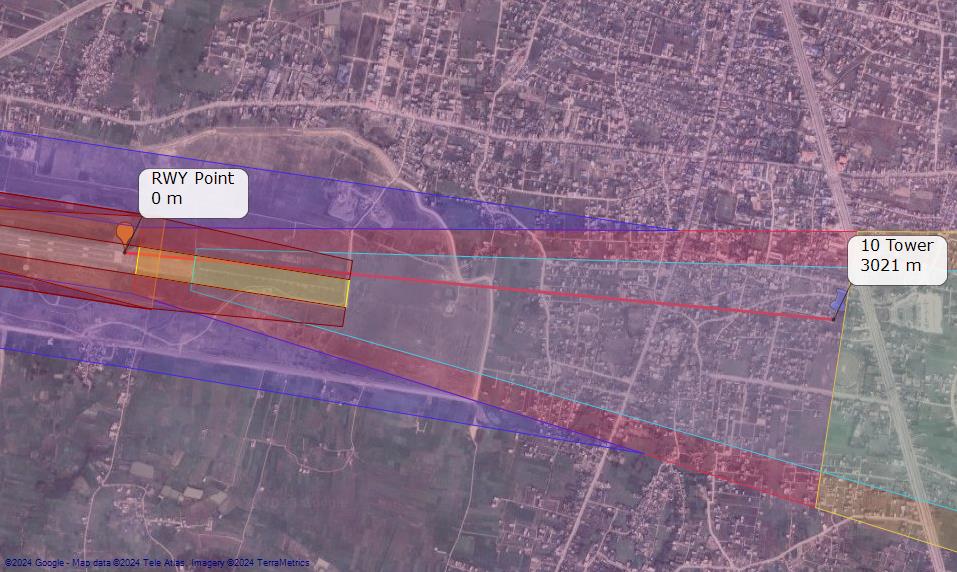 RWY Point
0 m
10 Tower
3021 m
©2024 Google - Map data ©2024 Tele Atlas, Imagery ©2024 TerraMetrics